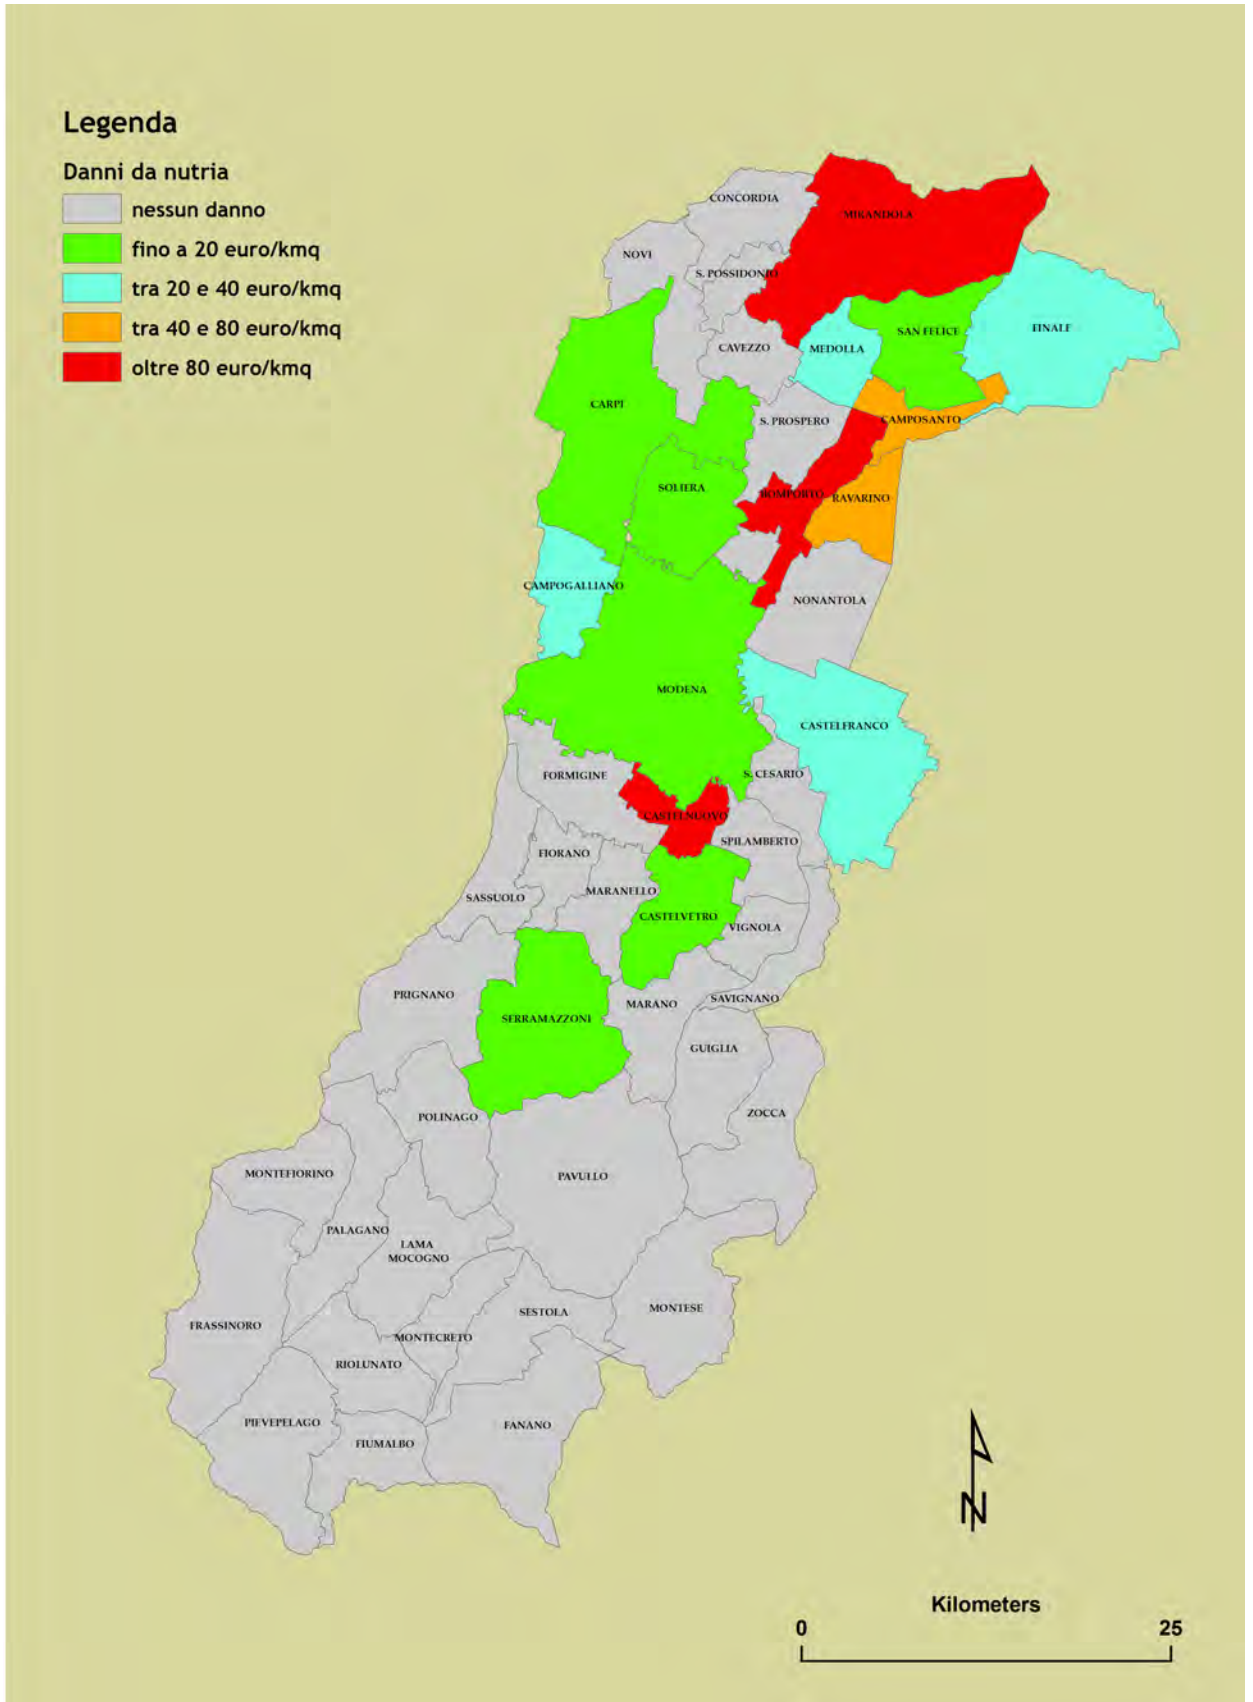 Legenda
Danni da nutria
nessun danno
fino a 20 euro/kmq
tra 20 e 40 euro/kmq
tra 40 e 80 euro/kmq
oltre 80 euro/kmq
CONCORDIA
MIRANDOLA
NOVI
S. POSSIDONIO
SAN FELICE
FINALE
CAVEZZO
MEDOLLA
CARPI
S. PROSPERO
CAMPOSANTO
SOLIERA
BOMPORTO
RAVARINO
CAMPOGALLIANO
NONANTOLA
MODENA
CASTELFRANCO
FORMIGINE
S. CESARIO
CASTELNUOVO
SPILAMBERTO
FIORANO
MARANELLO
SASSUOLO
CASTELVETRO
VIGNOLA
PRIGNANO
SAVIGNANO
MARANO
SERRAMAZZONI
GUIGLIA
POLINAGO
ZOCCA
MONTEFIORINO
PAVULLO
PALAGANO
LAMA
MOCOGNO
SESTOLA
MONTESE
FRASSINORO
MONTECRETO
RIOLUNATO
PIEVEPELAGO
FANANO
FIUMALBO
N
Kilometers
0 25